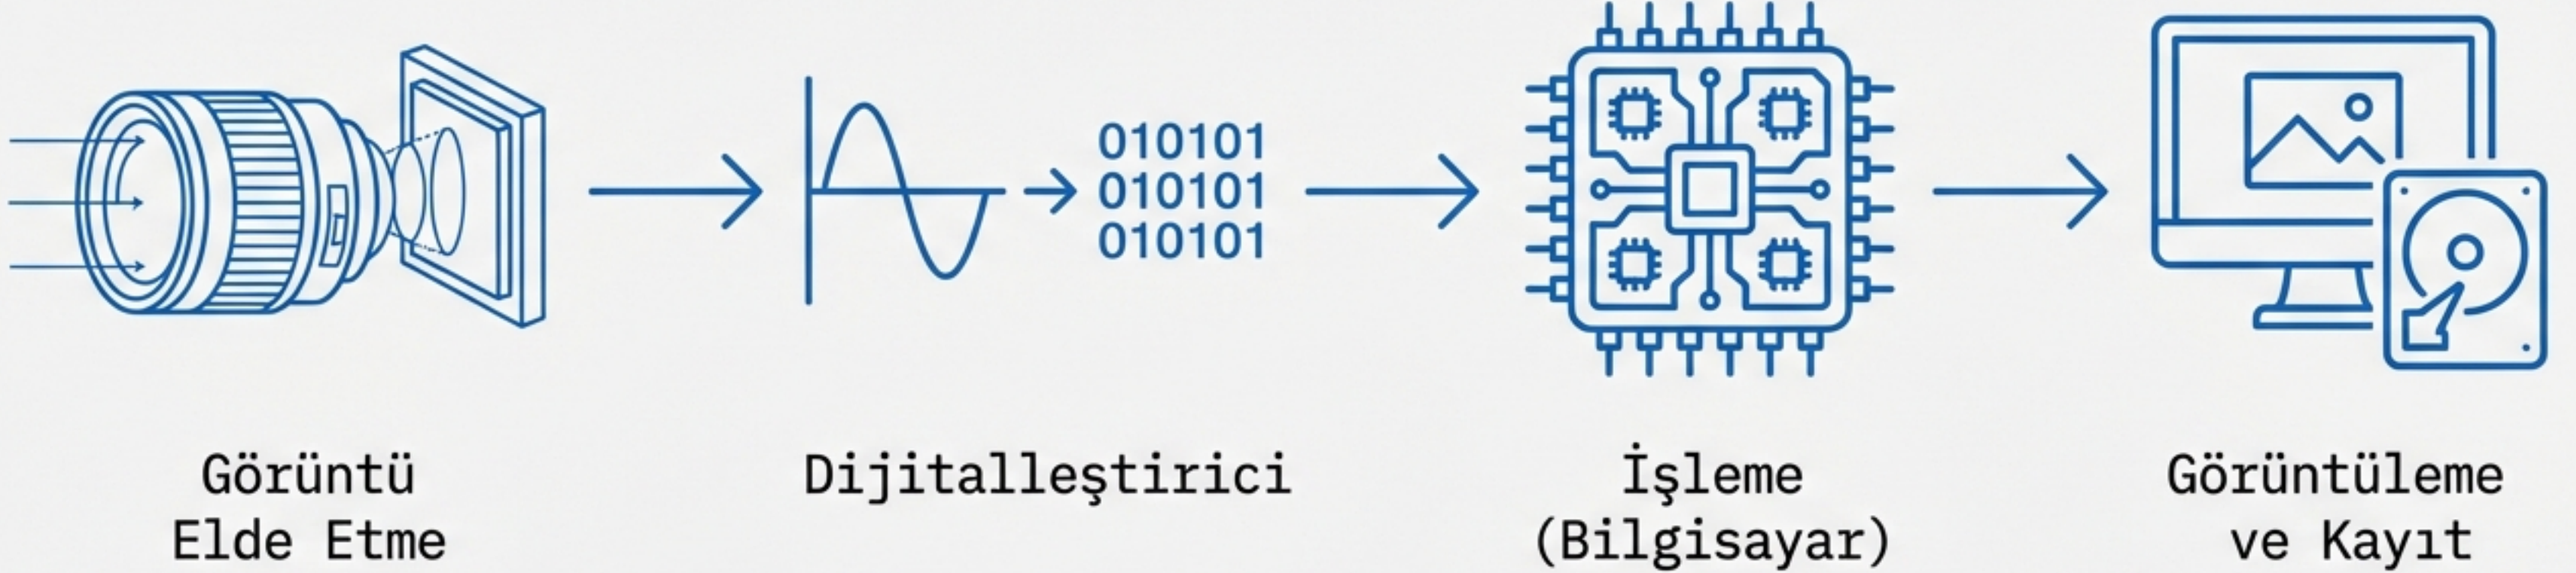 010101
010101
010101
Görüntü
Elde Etme
Dijitalleştirici
İşleme
(Bilgisayar)
Görüntüleme
ve Kayıt